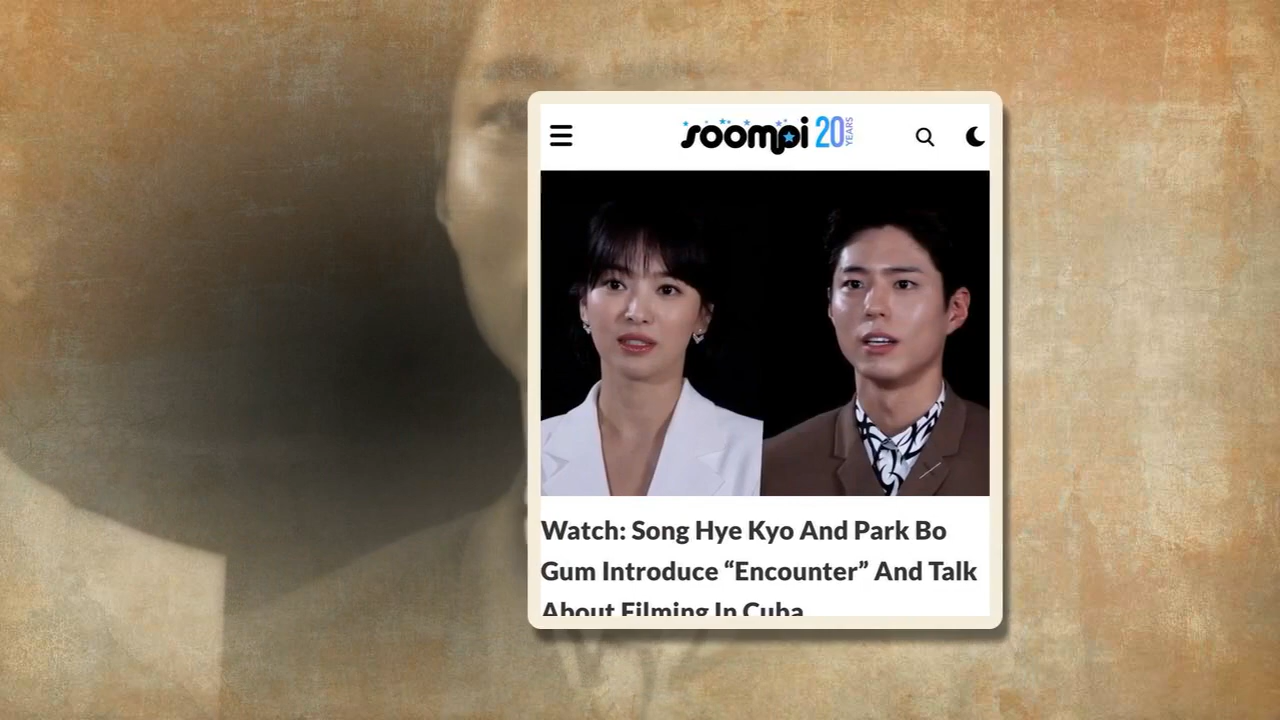 soompi 20 YEARS
Watch: Song Hye Kyo And Park Bo
Gum Introduce “Encounter” And Talk
About Filming In Cuba